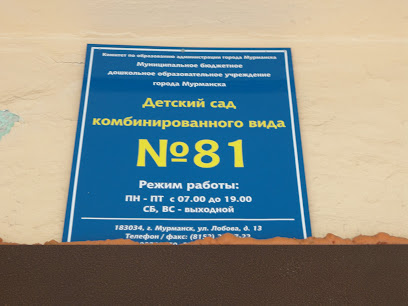 Комитет по образованию администрации города Мурманска
Муниципальное бюджетное
дошкольное образовательное учреждение
города Мурманска
Детский сад
комбинированного вида
№81
Режим работы:
ПН - ПТ с 07.00 до 19.00
СБ, ВС - выходной
183034, г. Мурманск, ул. Лобова, д. 13
Телефон / факс: (8152)